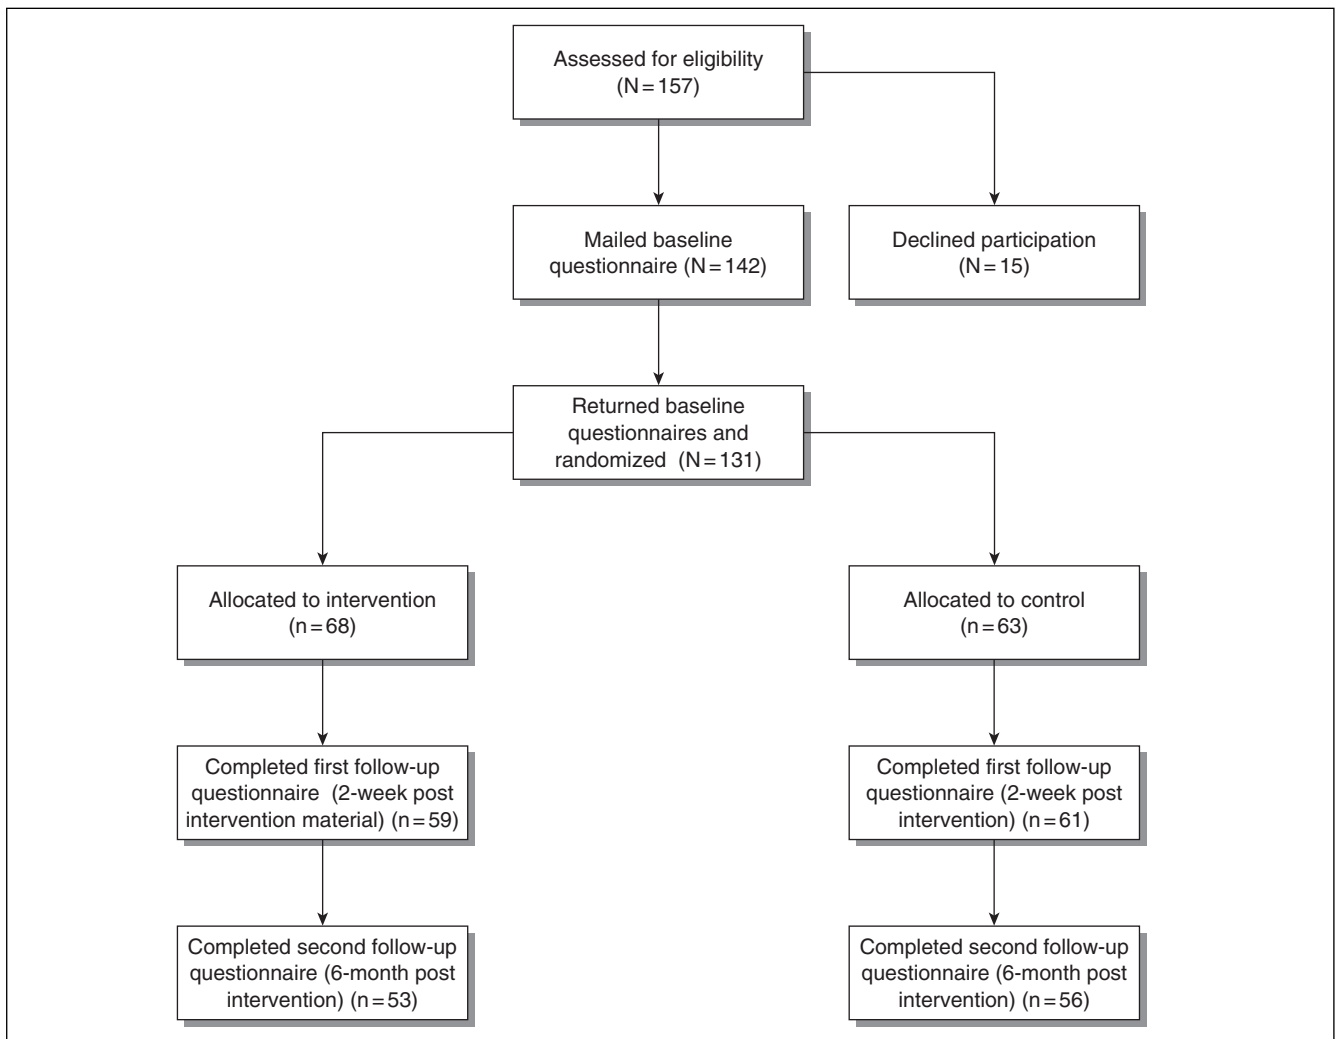 Assessed for eligibility
(N = 157)
Mailed baseline
questionnaire (N = 142)
Declined participation
(N = 15)
Returned baseline
questionnaires and
randomized (N = 131)
Allocated to intervention
(n = 68)
Allocated to control
(n = 63)
Completed first follow-up
questionnaire (2-week post
intervention material) (n = 59)
Completed first follow-up
questionnaire (2-week post
intervention) (n = 61)
Completed second follow-up
questionnaire (6-month post
intervention) (n = 53)
Completed second follow-up
questionnaire (6-month post
intervention) (n = 56)